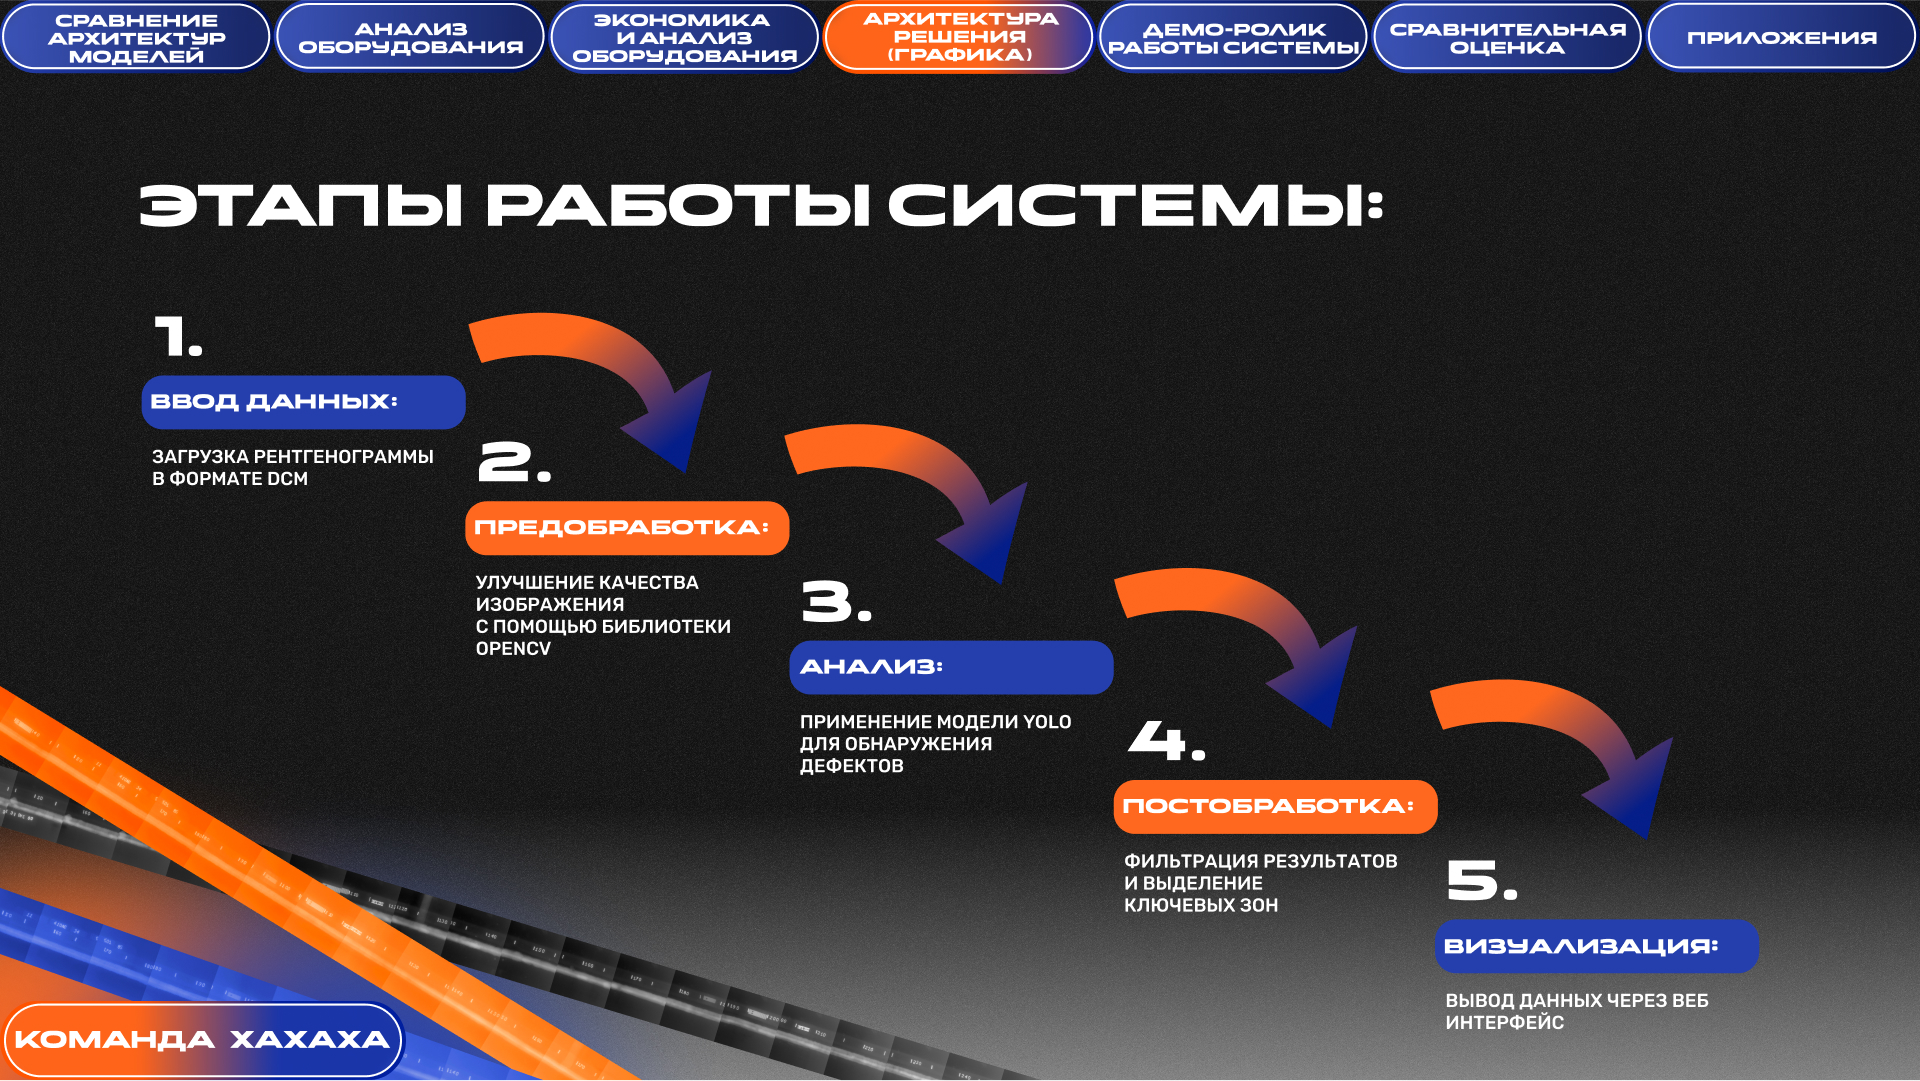 СРАВНЕНИЕ
АРХИТЕКТУР
МОДЕЛЕЙ
АНАЛИЗ
ОБОРУДОВАНИЯ
ЭКОНОМИКА
И АНАЛИЗ
ОБОРУДОВАНИЯ
АРХИТЕКТУРА
РЕШЕНИЯ
(ГРАФИКА)
ДЕМО-РОЛИК
РАБОТЫ СИСТЕМЫ
СРАВНИТЕЛЬНАЯ
ОЦЕНКА
ПРИЛОЖЕНИЯ
ЭТАПЫ РАБОТЫ СИСТЕМЫ:
1.
ВВОД ДАННЫХ:
ЗАГРУЗКА РЕНТГЕНОГРАММЫ
В ФОРМАТЕ DCM
2.
ПРЕДОБРАБОТКА:
УЛУЧШЕНИЕ КАЧЕСТВА
ИЗОБРАЖЕНИЯ
С ПОМОЩЬЮ БИБЛИОТЕКИ
OPENCV
3.
АНАЛИЗ:
ПРИМЕНЕНИЕ МОДЕЛИ YOLO
ДЛЯ ОБНАРУЖЕНИЯ
ДЕФЕКТОВ
4.
ПОСТОБРАБОТКА:
ФИЛЬТРАЦИЯ РЕЗУЛЬТАТОВ
И ВЫДЕЛЕНИЕ
КЛЮЧЕВЫХ ЗОН
5.
ВИЗУАЛИЗАЦИЯ:
ВЫВОД ДАННЫХ ЧЕРЕЗ ВЕБ
ИНТЕРФЕЙС
КОМАНДА ХАХАХА